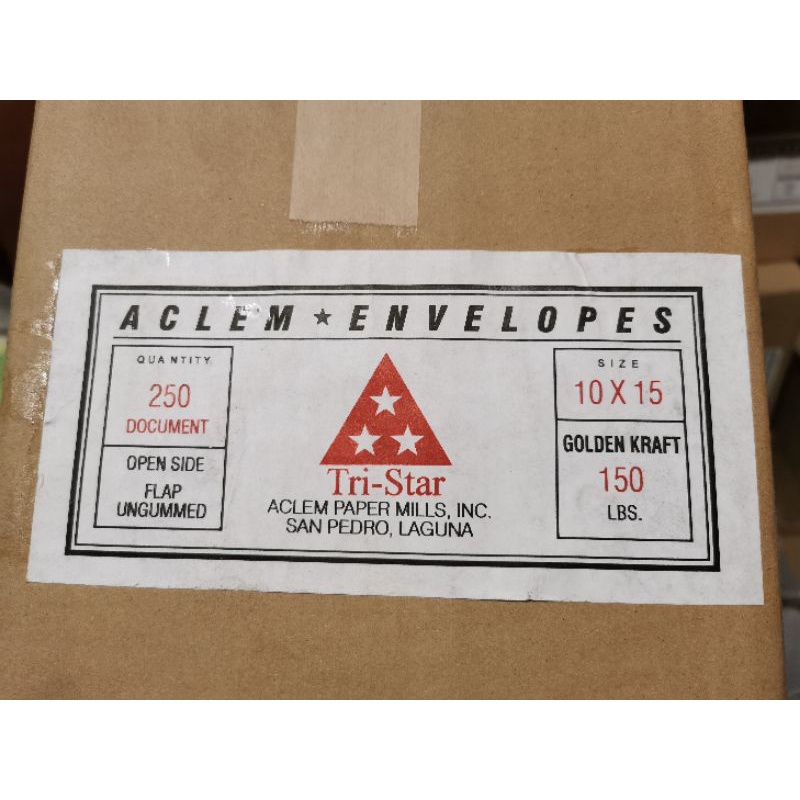 ACLEM★ENVELOPES
QUANTITY
250
DOCUMENT
OPEN SIDE
FLAP
UNGUMMED
Tri-Star
ACLEM PAPER MILLS, INC.
SAN PEDRO, LAGUNA
SIZE
10 X 15
GOLDEN KRAFT
150
LBS.